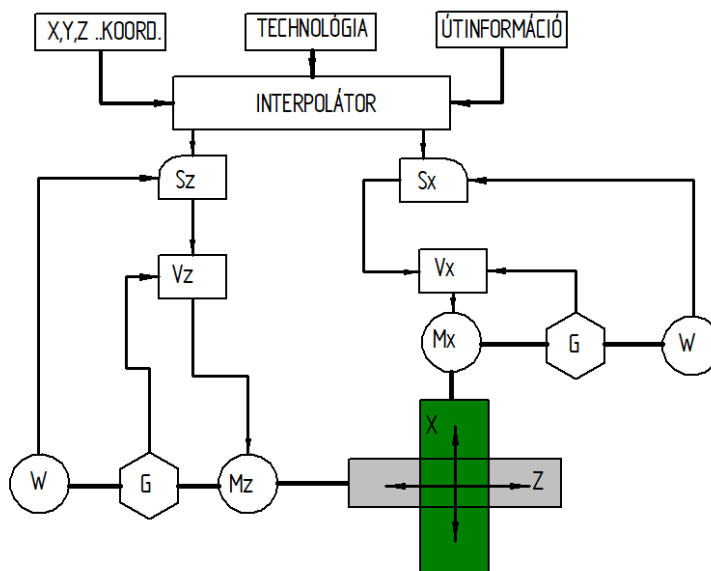 X,Y,Z ..KOORD.
TECHNOLÓGIA
ÚTINFORMÁCIÓ
INTERPOLÁTOR
Sz
Sx
Vz
Vx
Mx
G
W
X
Z
W
G
Mz